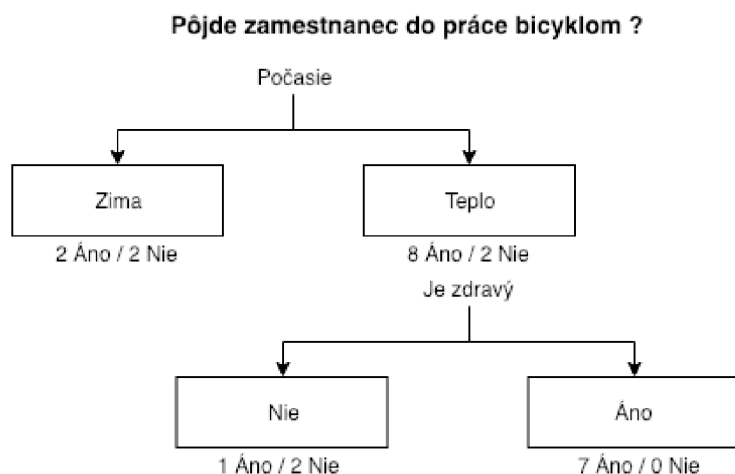 Pôjde zamestnanec do práce bicyklom ?
Počasie
Zima
Teplo
2 Áno / 2 Nie
8 Áno / 2 Nie
Je zdravý
Nie
Áno
1 Áno / 2 Nie
7 Áno / 0 Nie